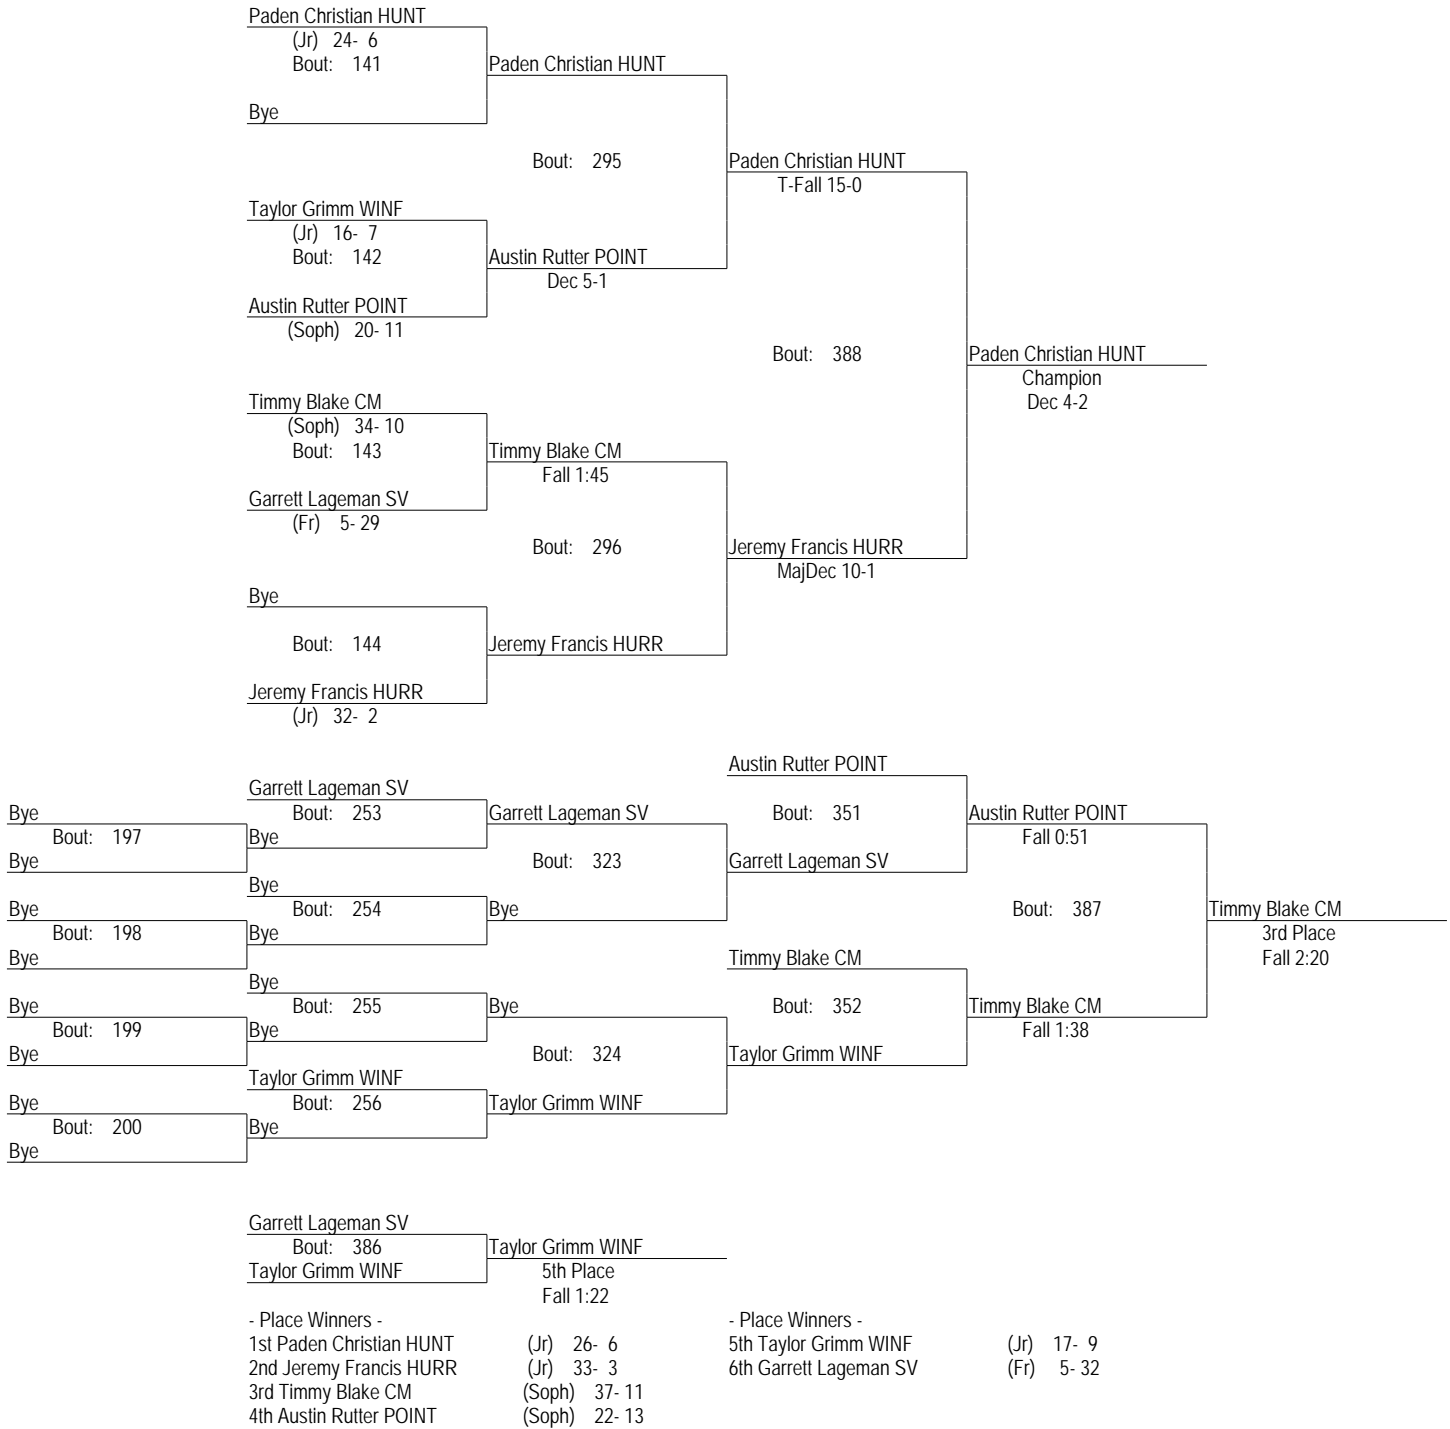 Paden Christian HUNT
(Jr) 24- 6
Bout: 141
Paden Christian HUNT
Bye
Bout: 295
Paden Christian HUNT
T-Fall 15-0
Taylor Grimm WINF
(Jr) 16- 7
Bout: 142
Austin Rutter POINT
Dec 5-1
Austin Rutter POINT
(Soph) 20- 11
Bout: 388
Paden Christian HUNT
Champion
Dec 4-2
Timmy Blake CM
(Soph) 34- 10
Bout: 143
Timmy Blake CM
Fall 1:45
Garrett Lageman SV
(Fr) 5- 29
Bout: 296
Jeremy Francis HURR
MajDec 10-1
Bye
Bout: 144
Jeremy Francis HURR
Jeremy Francis HURR
(Jr) 32- 2
Austin Rutter POINT
Garrett Lageman SV
Bye
Bout: 253
Garrett Lageman SV
Bout: 351
Austin Rutter POINT
Bout: 197
Bye
Fall 0:51
Bye
Bout: 323
Garrett Lageman SV
Bye
Bye
Bout: 254
Bye
Bout: 387
Timmy Blake CM
Bout: 198
Bye
3rd Place
Bye
Timmy Blake CM
Fall 2:20
Bye
Bye
Bout: 255
Bye
Bout: 352
Timmy Blake CM
Bout: 199
Bye
Fall 1:38
Bye
Bout: 324
Taylor Grimm WINF
Taylor Grimm WINF
Bye
Bout: 256
Taylor Grimm WINF
Bout: 200
Bye
Bye
Garrett Lageman SV
Bout: 386
Taylor Grimm WINF
Taylor Grimm WINF
5th Place
Fall 1:22
- Place Winners -
1st Paden Christian HUNT (Jr) 26- 6
2nd Jeremy Francis HURR (Jr) 33- 3
3rd Timmy Blake CM (Soph) 37- 11
4th Austin Rutter POINT (Soph) 22- 13
- Place Winners -
5th Taylor Grimm WINF (Jr) 17- 9
6th Garrett Lageman SV (Fr) 5- 32